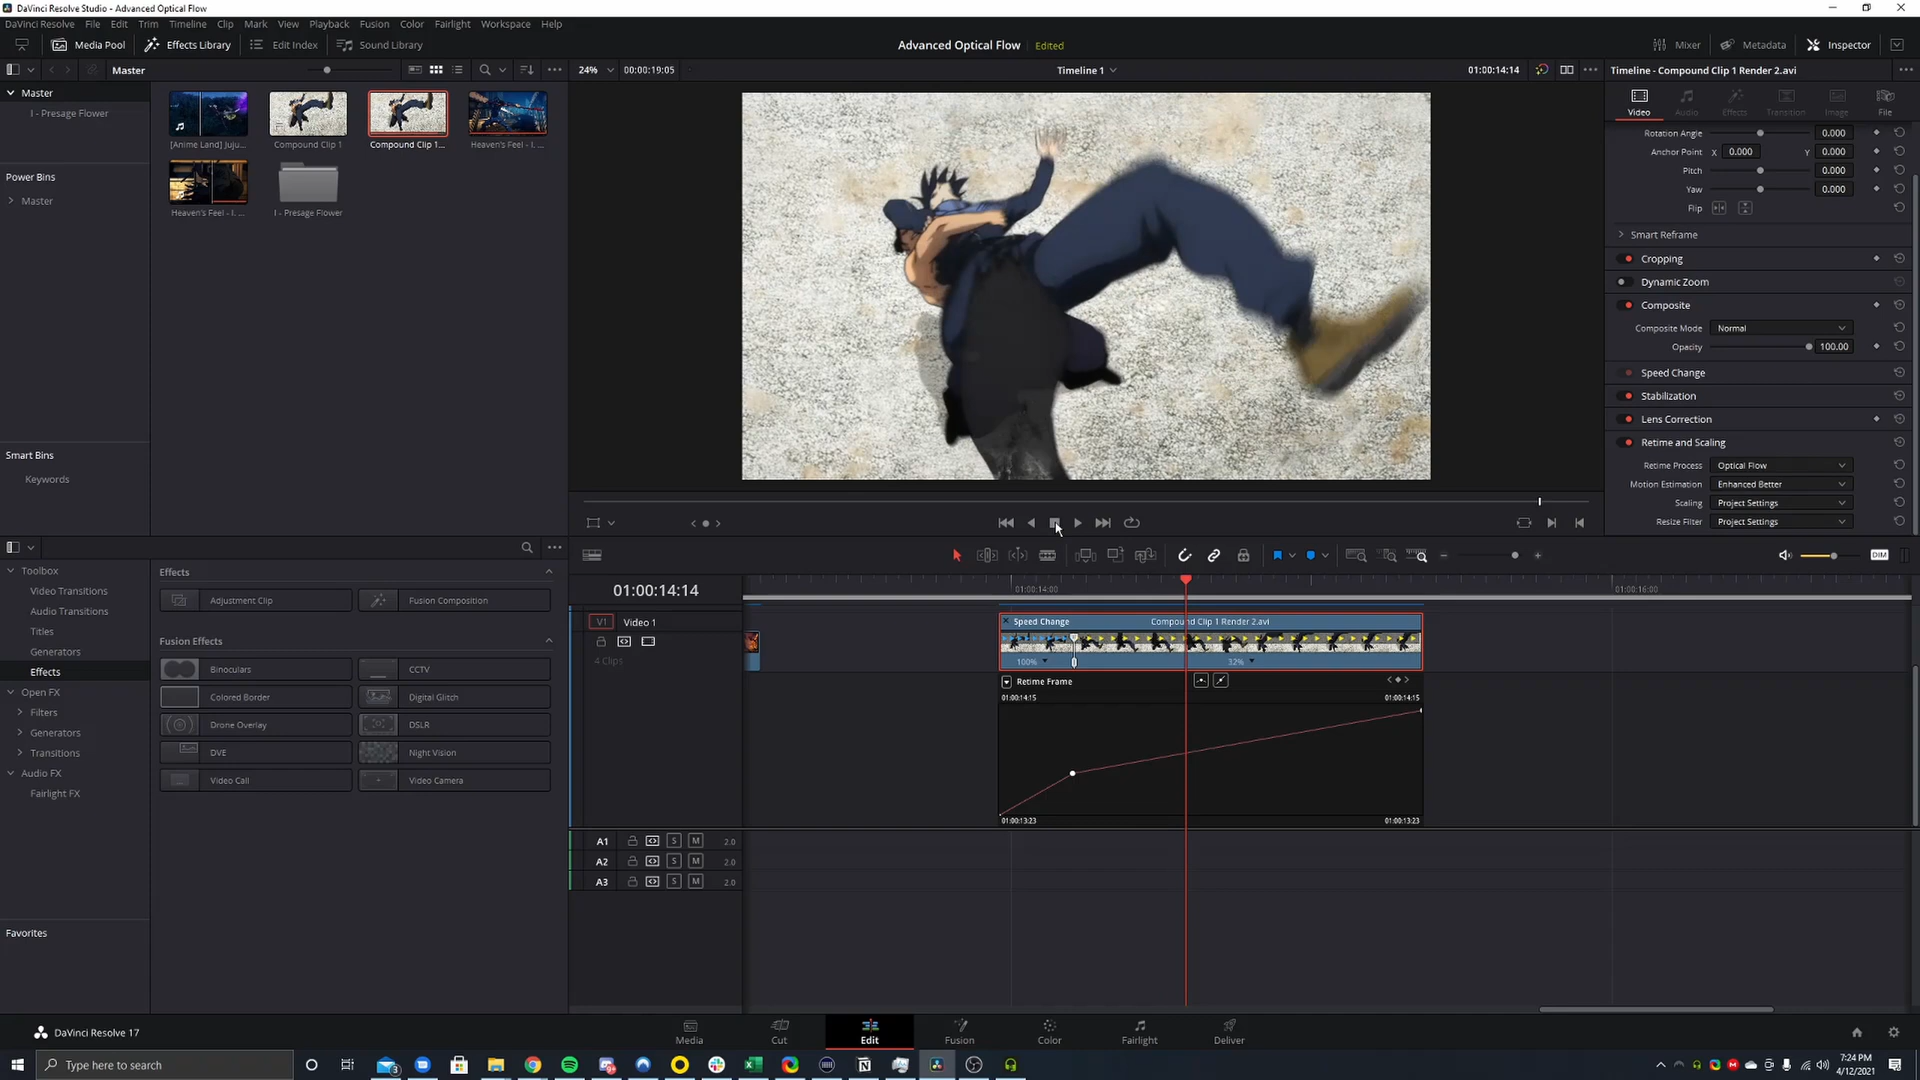 DaVinci Resolve Studio - Advanced Optical Flow
DaVinci Resolve File Edit Trim Timeline Clip Mark View Playback Fusion Color Fairlight Workspace Help
Media Pool Effects Library Edit Index Sound Library Advanced Optical Flow Edited Mixer Metadata Inspector
Master 24% 00:00:19:05 Timeline 1 01:00:14:14 Timeline - Compound Clip 1 Render 2.avi
Master
I - Presage Flower
Power Bins
Master
Smart Bins
Keywords
[Anime Land] Juju... Compound Clip 1 Compound Clip 1... Heaven's Feel - I. ...
Heaven's Feel - I. ... I - Presage Flower
Video Audio Effects Transition Image File
Rotation Angle 0.000
Anchor Point X 0.000 Y 0.000
Pitch 0.000
Yaw 0.000
Flip
Smart Reframe
Cropping
Dynamic Zoom
Composite
Composite Mode Normal
Opacity 100.00
Speed Change
Stabilization
Lens Correction
Retime and Scaling
Retime Process Optical Flow
Motion Estimation Enhanced Better
Scaling Project Settings
Resize Filter Project Settings
Toolbox
Video Transitions
Audio Transitions
Titles
Generators
Effects
Open FX
Filters
Generators
Transitions
Audio FX
Fairlight FX
Favorites
Effects
Adjustment Clip Fusion Composition
Fusion Effects
Binoculars CCTV
Colored Border Digital Glitch
Drone Overlay DSLR
DVE Night Vision
Video Call Video Camera
DIM
01:00:14:14 01:00:14:00 01:00:16:00
V1 Video 1
4 Clips
Speed Change Compound Clip 1 Render 2.avi
100% 32%
Retime Frame
01:00:14:15 01:00:14:15
01:00:13:23 01:00:13:23
A1 S M 2.0
A2 S M 2.0
A3 S M 2.0
DaVinci Resolve 17
Media Cut Edit Fusion Color Fairlight Deliver
Type here to search
7:24 PM
4/12/2021